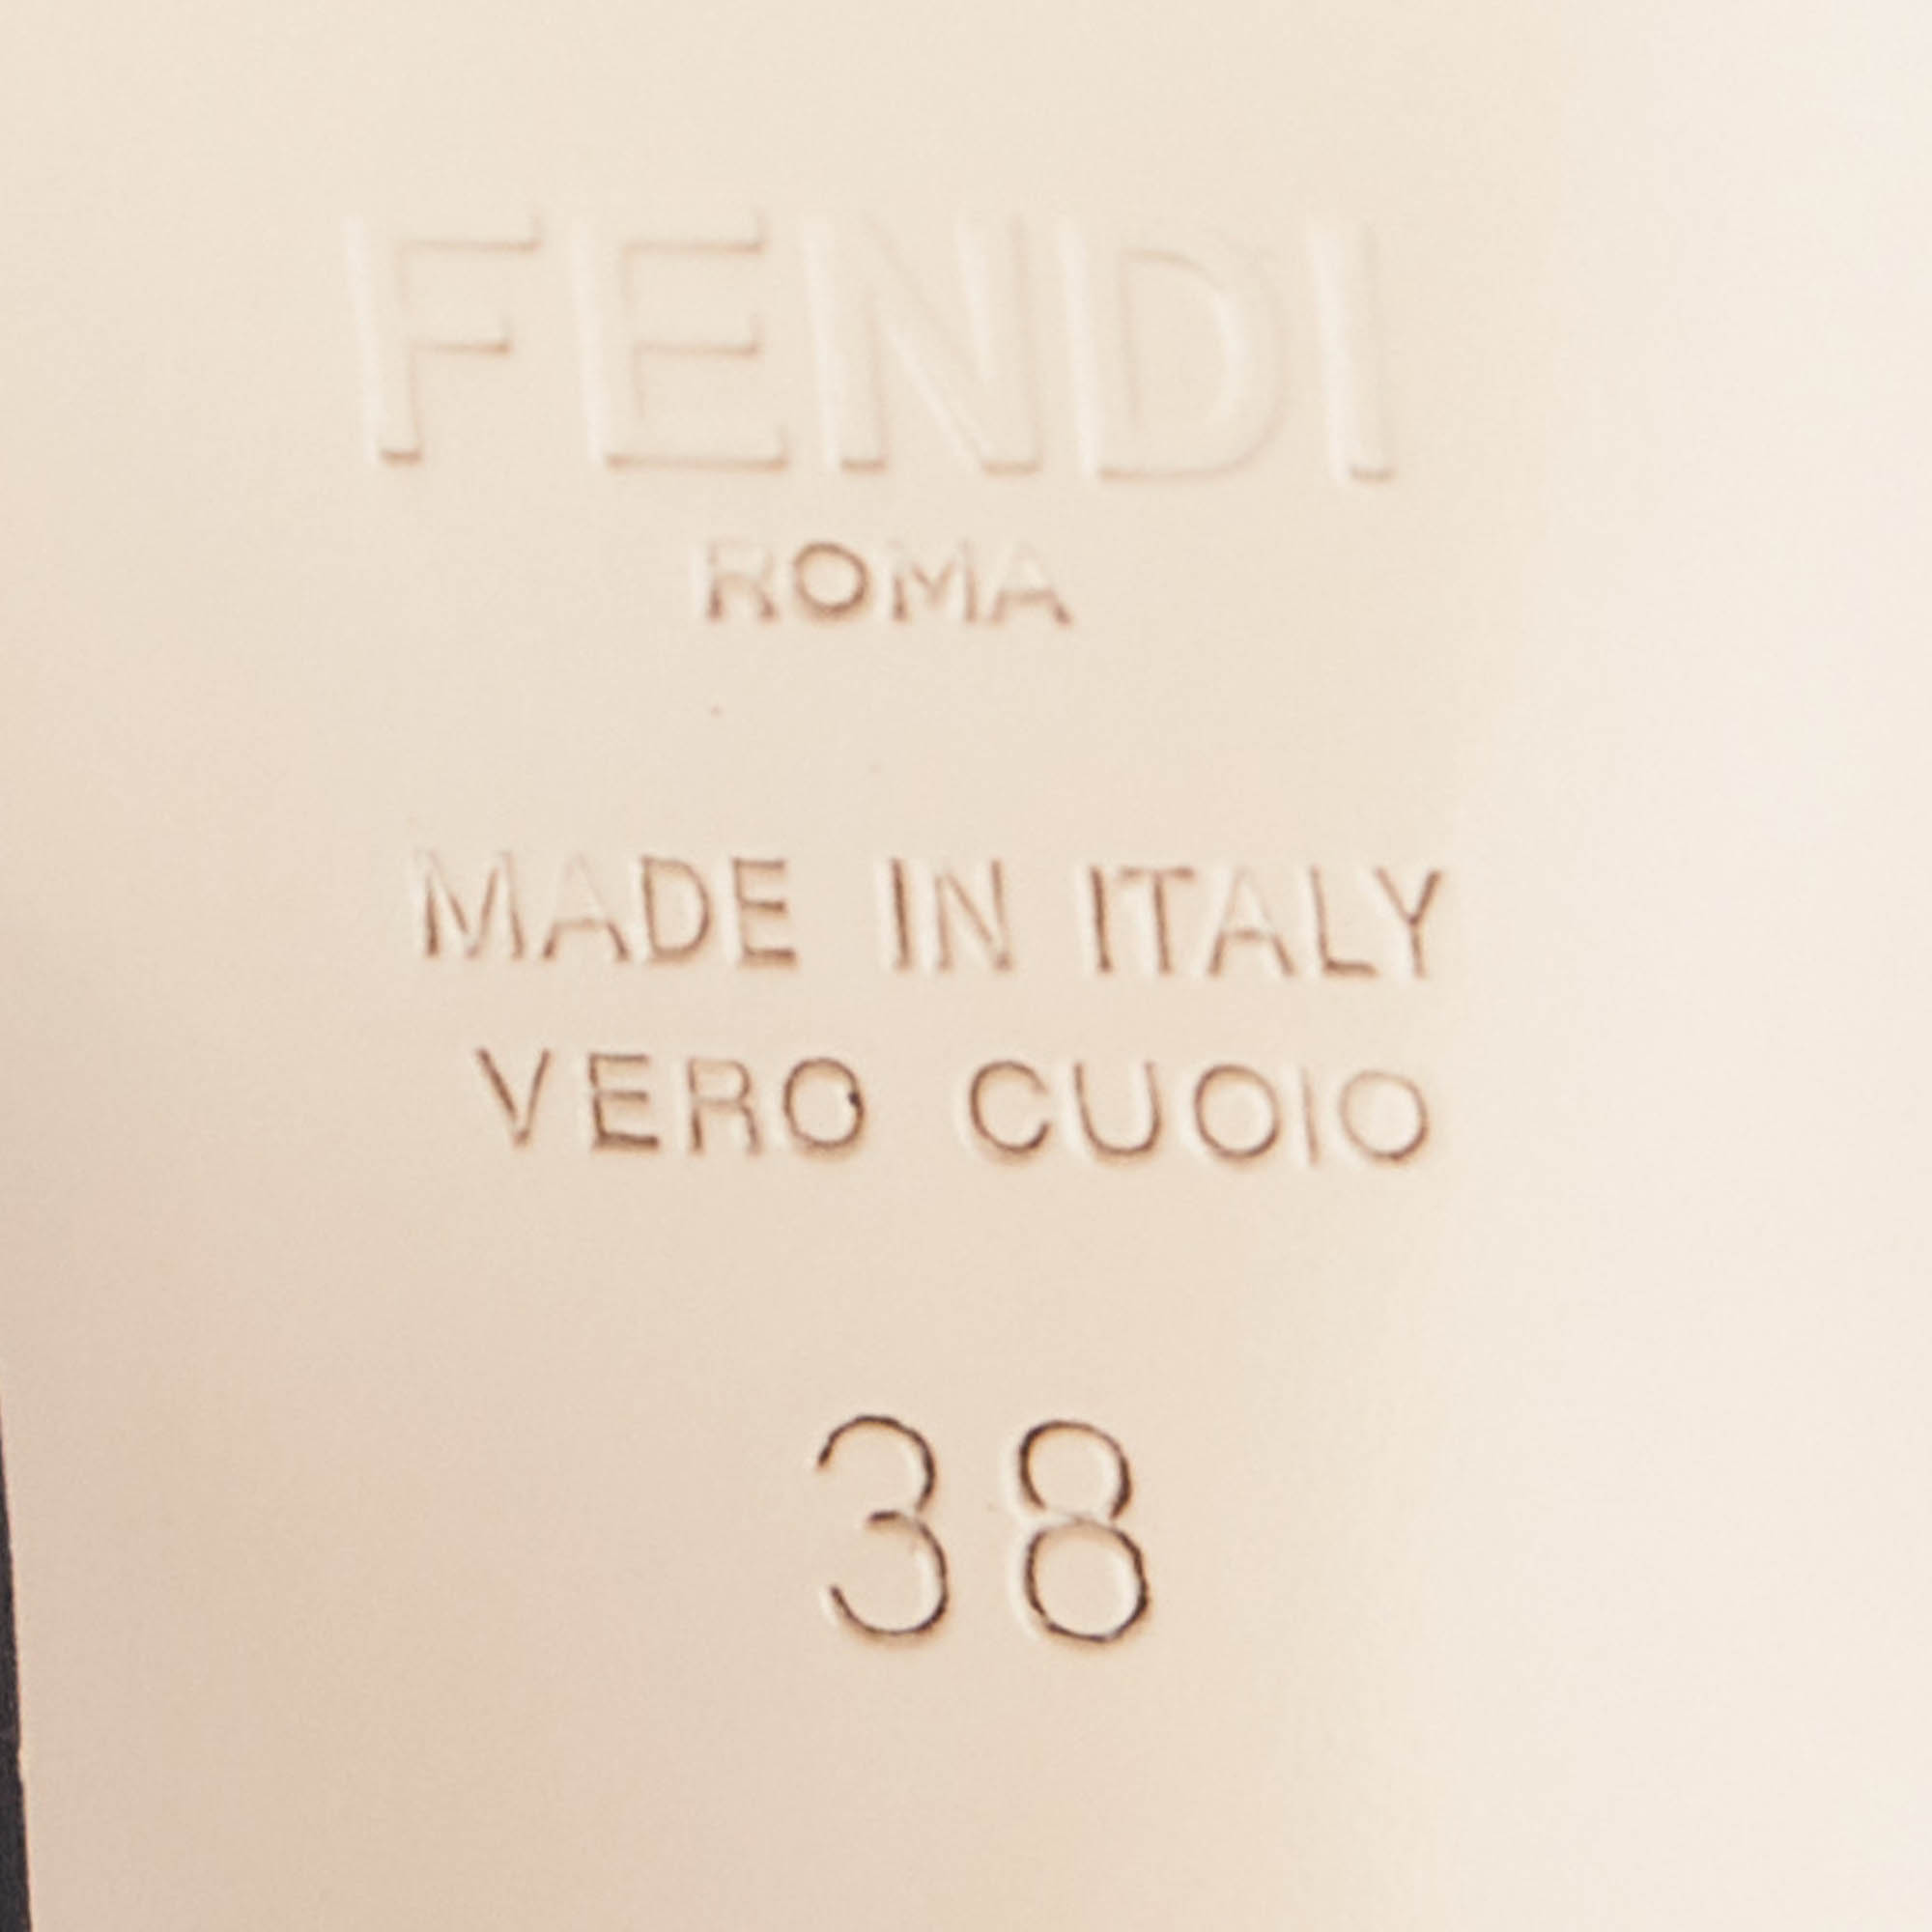 FENDI
ROMA
MADE IN ITALY
VERO CUOIO
38